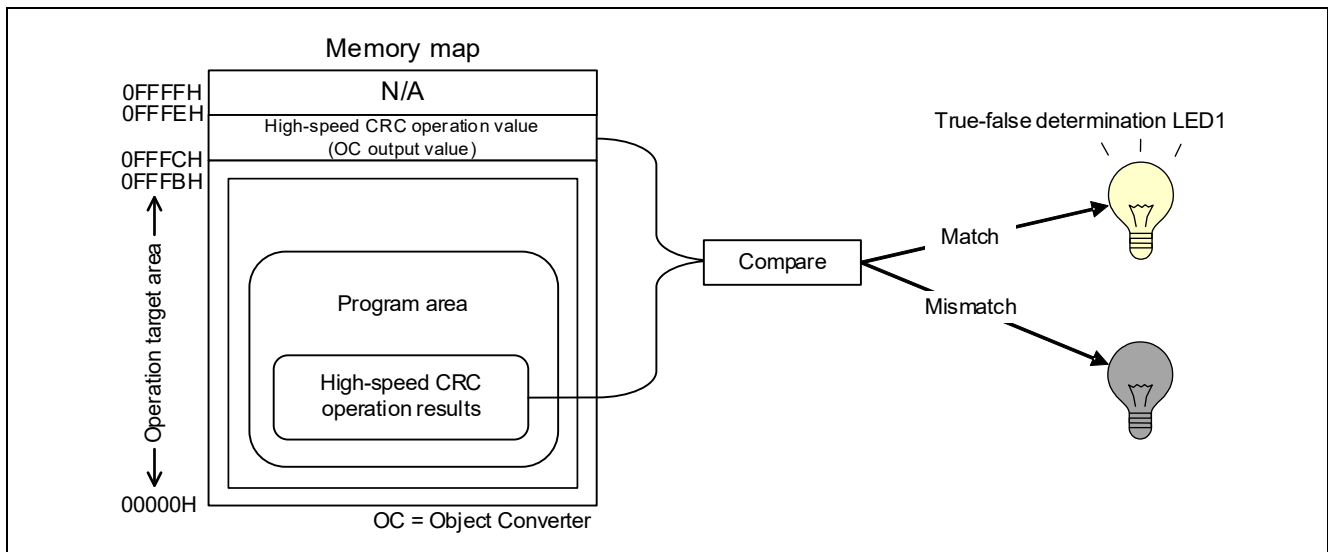 Memory map
0FFFFH
N/A
0FFFEH
High-speed CRC operation value
(OC output value)
0FFFCH
0FFFBH
Operation target area
Program area
High-speed CRC
operation results
00000H
OC = Object Converter
Compare
True-false determination LED1
Match
Mismatch